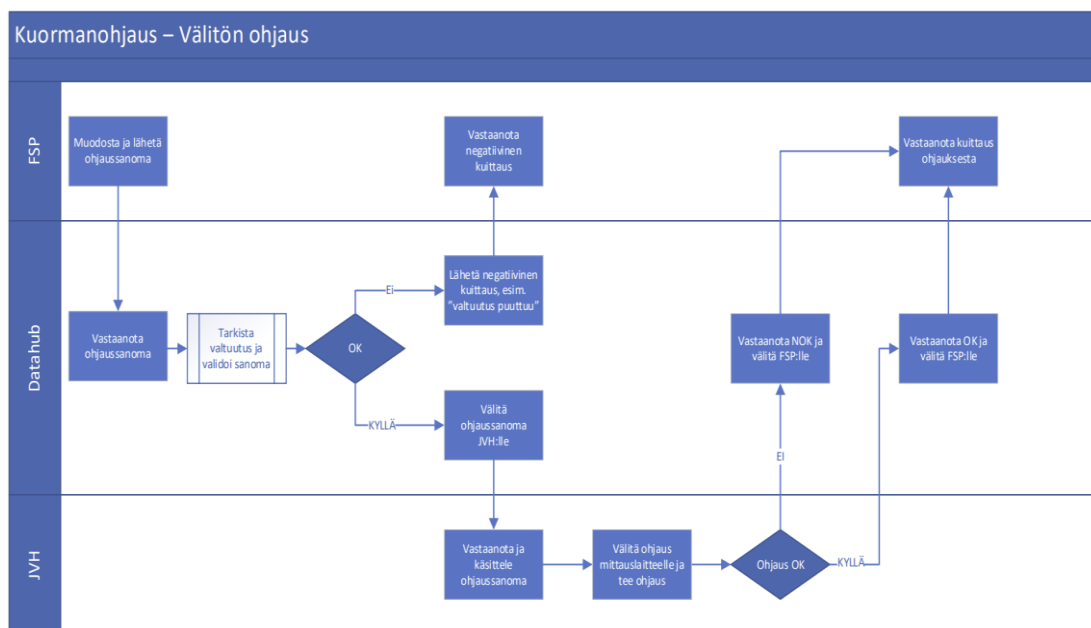 Kuormanohjaus – Välitön ohjaus
FSP
Muodosta ja lähetä
ohjaussanoma
Vastaanota
negatiivinen
kuittaus
Vastaanota kuittaus
ohjauksesta
Datahub
Vastaanota
ohjaussanoma
Tarkista
valtuutus ja
validoi sanoma
OK
Ei
Lähetä negatiivinen
kuittaus, esim.
"valtuutus puuttuu"
KYLLÄ
Välitä
ohjaussanoma
JVH:lle
Vastaanota NOK ja
välitä FSP:lle
Vastaanota OK ja
välitä FSP:lle
EI
JVH
Vastaanota ja
käsittele
ohjaussanoma
Välitä ohjaus
mittauslaitteelle ja
tee ohjaus
Ohjaus OK
KYLLÄ